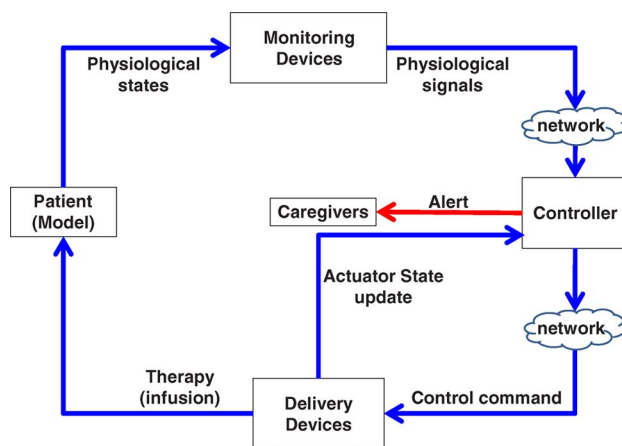 Monitoring
Devices
Physiological
states
Physiological
signals
network
Patient
(Model)
Caregivers
Alert
Controller
Actuator State
update
network
Therapy
(infusion)
Delivery
Devices
Control command